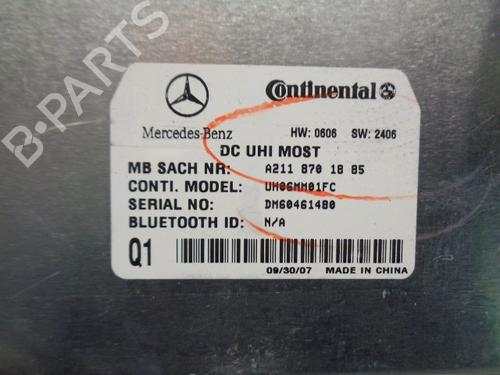 B-PARTS
Continental
Mercedes-Benz HW: 0606 SW: 2406
DC UHI MOST
MB SACH NR: A211 870 18 85
CONTI. MODEL: UH06MM01FC
SERIAL NO: DM60461480
BLUETOOTH ID: N/A
Q1
09/30/07 MADE IN CHINA